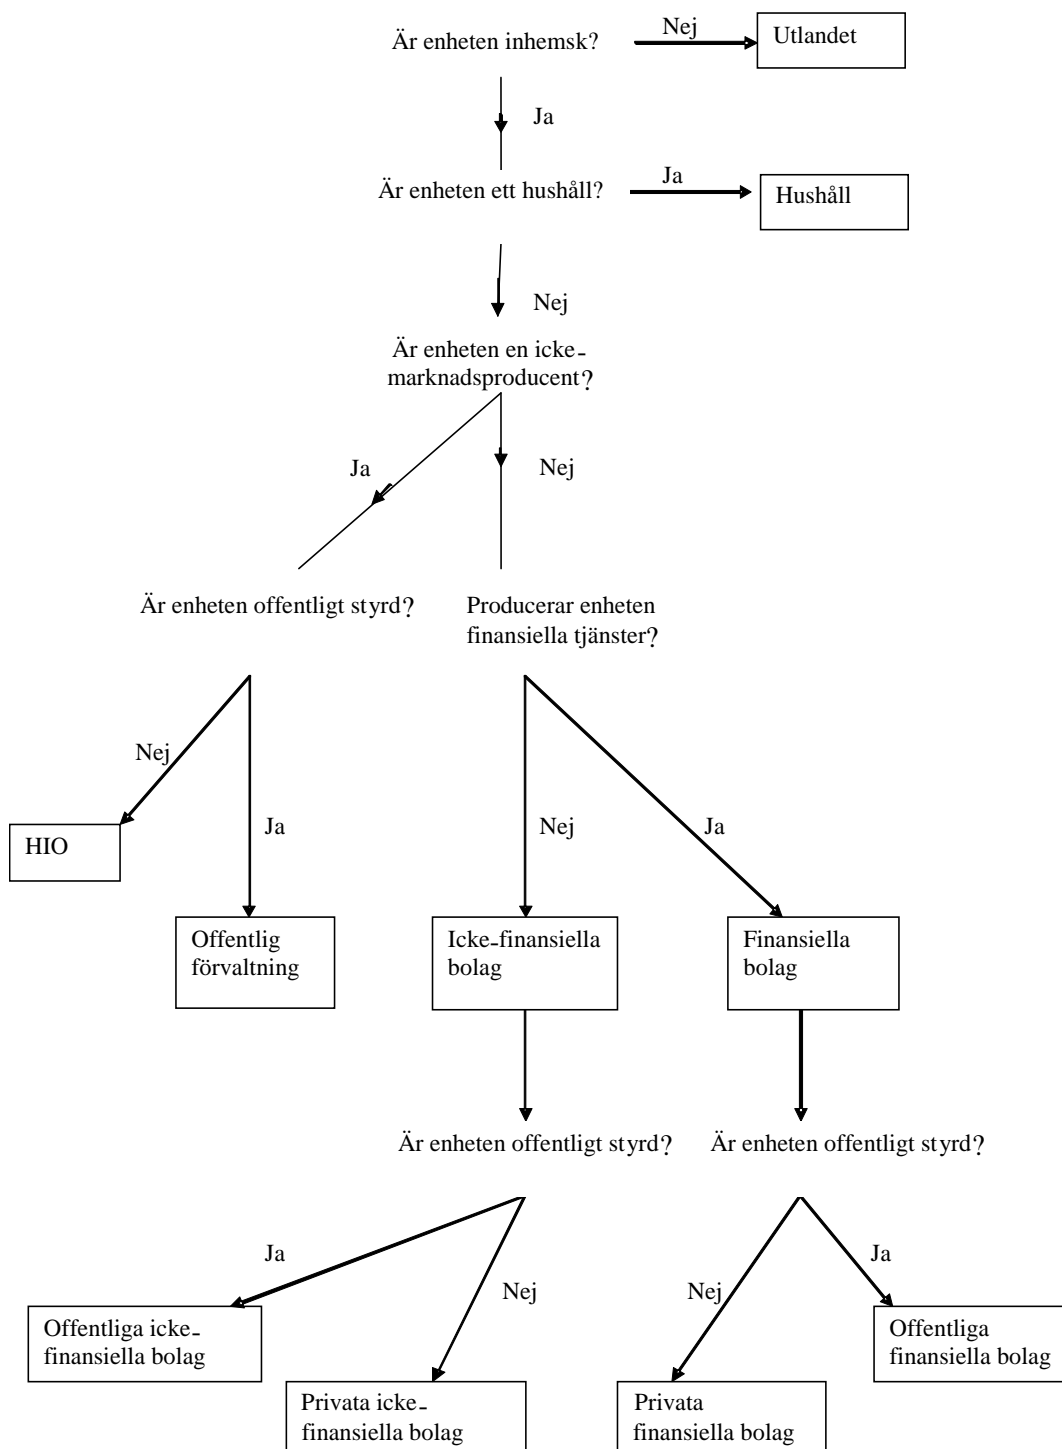 Är enheten inhemsk?
Nej
Utlandet
Ja
Är enheten ett hushåll?
Ja
Hushåll
Nej
Är enheten en icke-
marknadsproducent?
Ja
Nej
Är enheten offentligt styrd?
Producerar enheten
finansiella tjänster?
Nej
Ja
Nej
Ja
HIO
Offentlig
förvaltning
Icke-finansiella
bolag
Finansiella
bolag
Är enheten offentligt styrd?
Är enheten offentligt styrd?
Ja
Nej
Nej
Ja
Offentliga icke-
finansiella bolag
Privata icke-
finansiella bolag
Privata
finansiella bolag
Offentliga
finansiella bolag